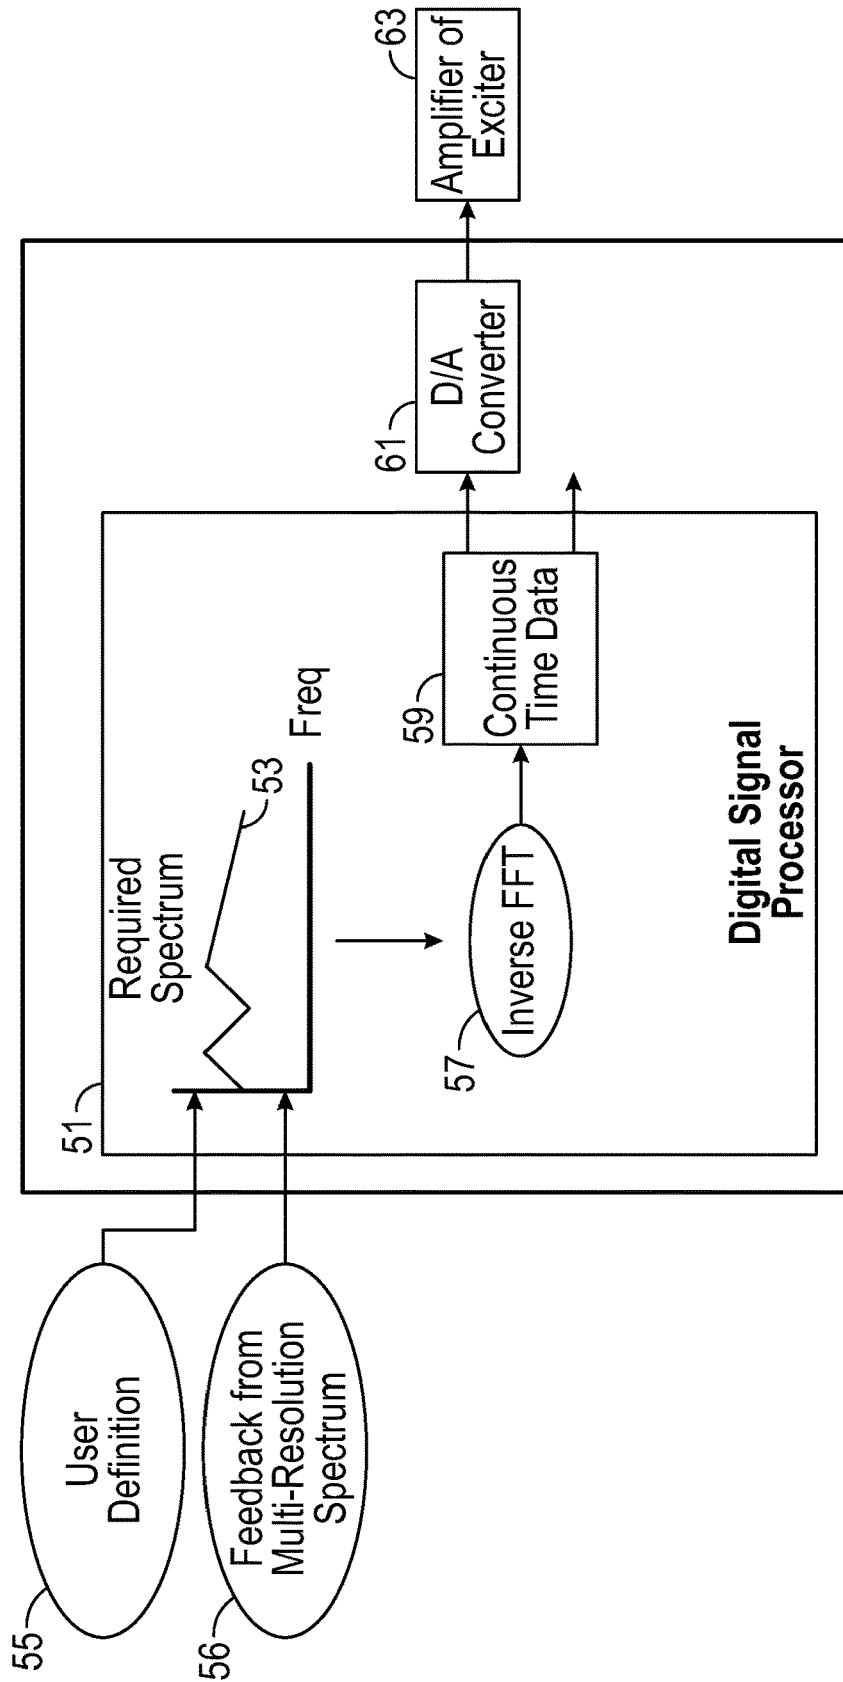 55
User
Definition
56
Feedback from
Multi-Resolution
Spectrum
51
Required
Spectrum
53
Freq
57
Inverse FFT
59
Continuous
Time Data
Digital Signal
Processor
61
D/A
Converter
63
Amplifier of
Exciter